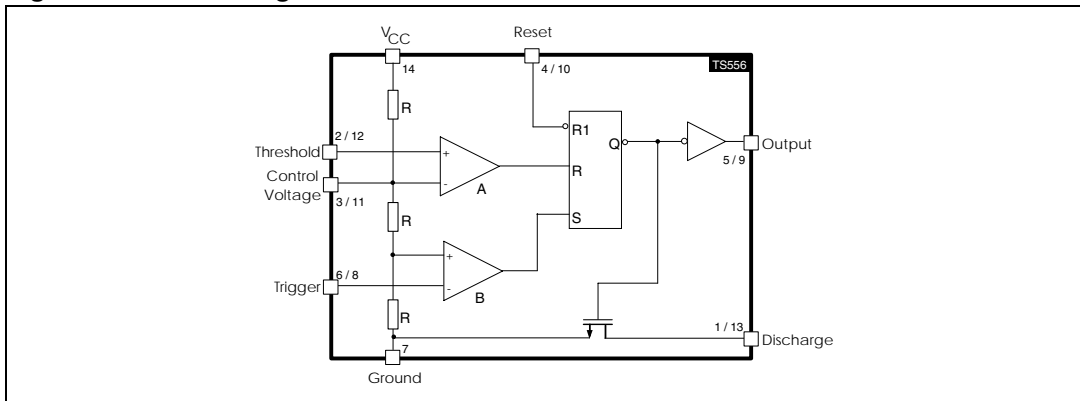 VCC
Reset
14
4 / 10
TS556
R
2 / 12
R1
Threshold
+
Q
Output
5 / 9
Control
Voltage
-
A
R
3 / 11
R
S
+
6 / 8
Trigger
-
B
R
1 / 13
Discharge
7
Ground